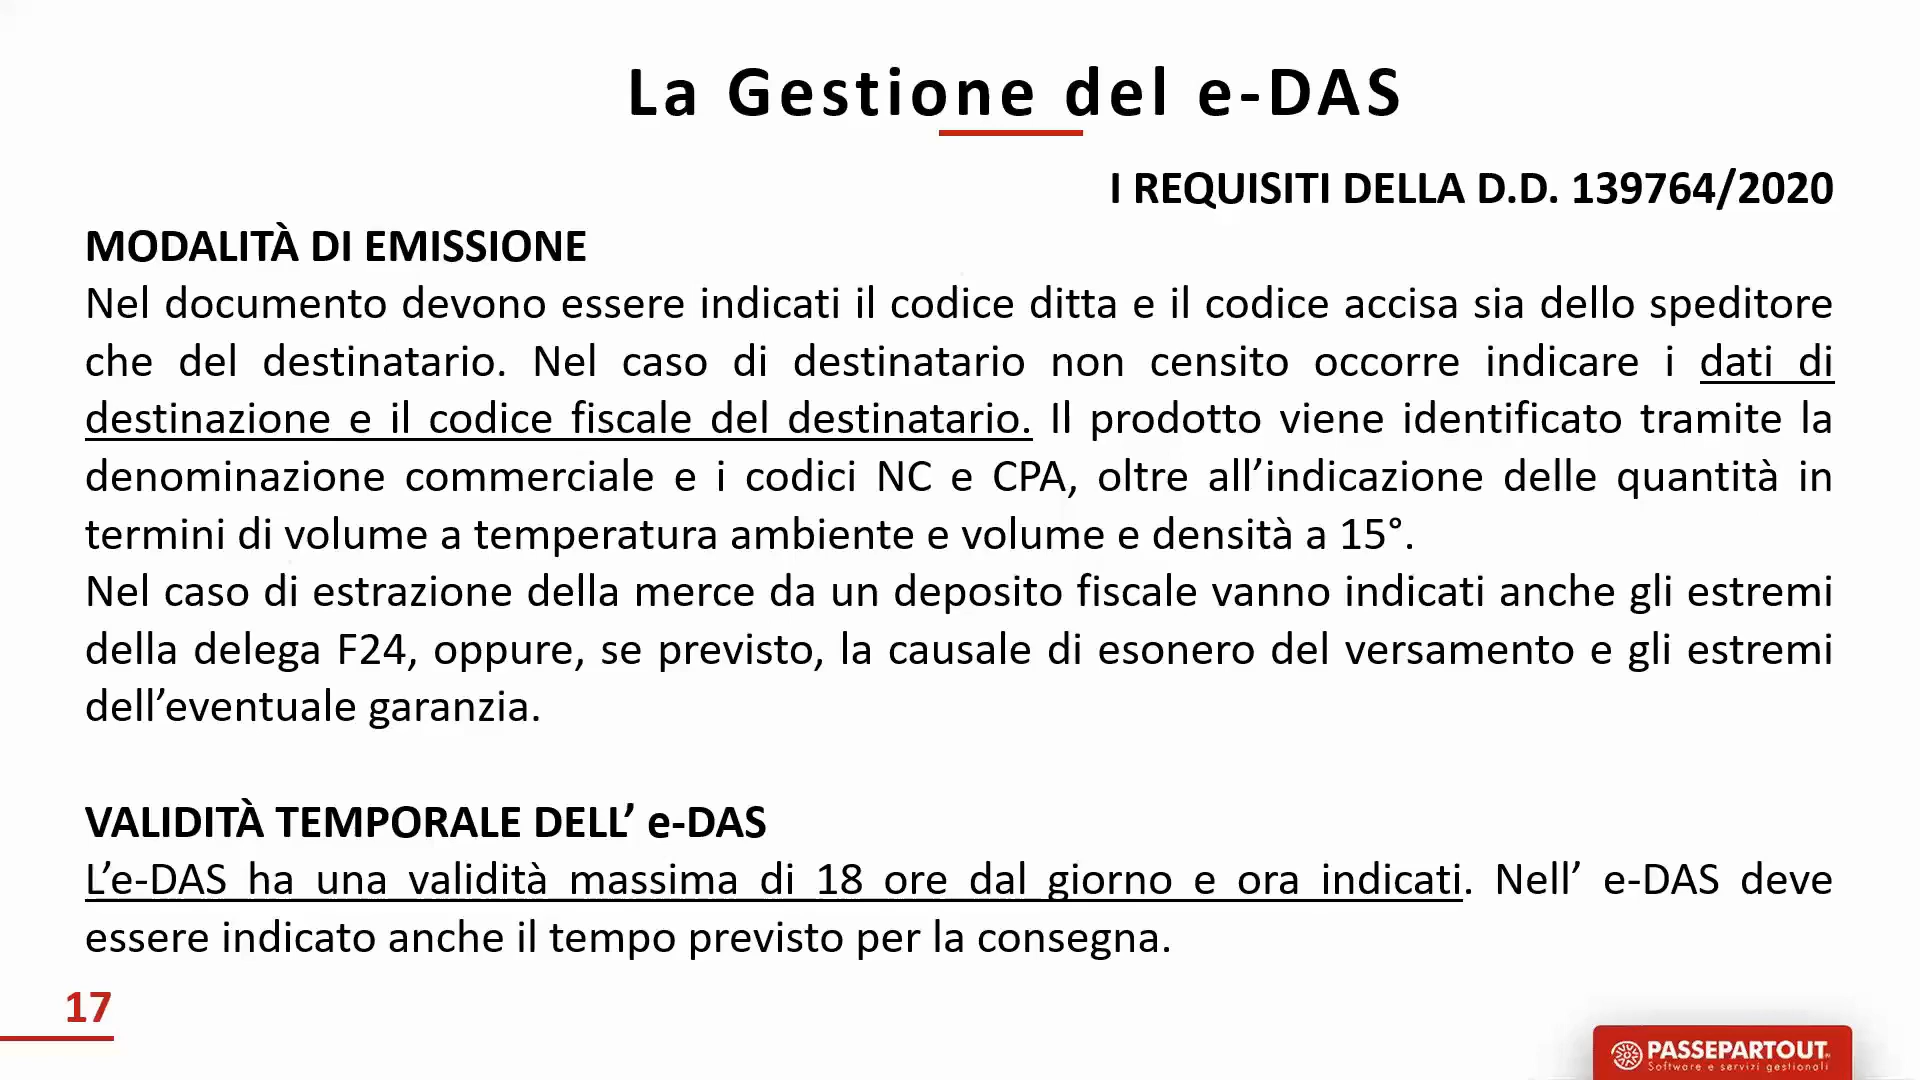 La Gestione del e-DAS
I REQUISITI DELLA D.D. 139764/2020
MODALITÀ DI EMISSIONE
Nel documento devono essere indicati il codice ditta e il codice accisa sia dello speditore
che del destinatario. Nel caso di destinatario non censito occorre indicare i dati di
destinazione e il codice fiscale del destinatario. Il prodotto viene identificato tramite la
denominazione commerciale e i codici NC e CPA, oltre all’indicazione delle quantità in
termini di volume a temperatura ambiente e volume e densità a 15°.
Nel caso di estrazione della merce da un deposito fiscale vanno indicati anche gli estremi
della delega F24, oppure, se previsto, la causale di esonero del versamento e gli estremi
dell’eventuale garanzia.
VALIDITÀ TEMPORALE DELL’ e-DAS
L’e-DAS ha una validità massima di 18 ore dal giorno e ora indicati. Nell’ e-DAS deve
essere indicato anche il tempo previsto per la consegna.
17
PASSEPARTOUT
Software e servizi gestionali